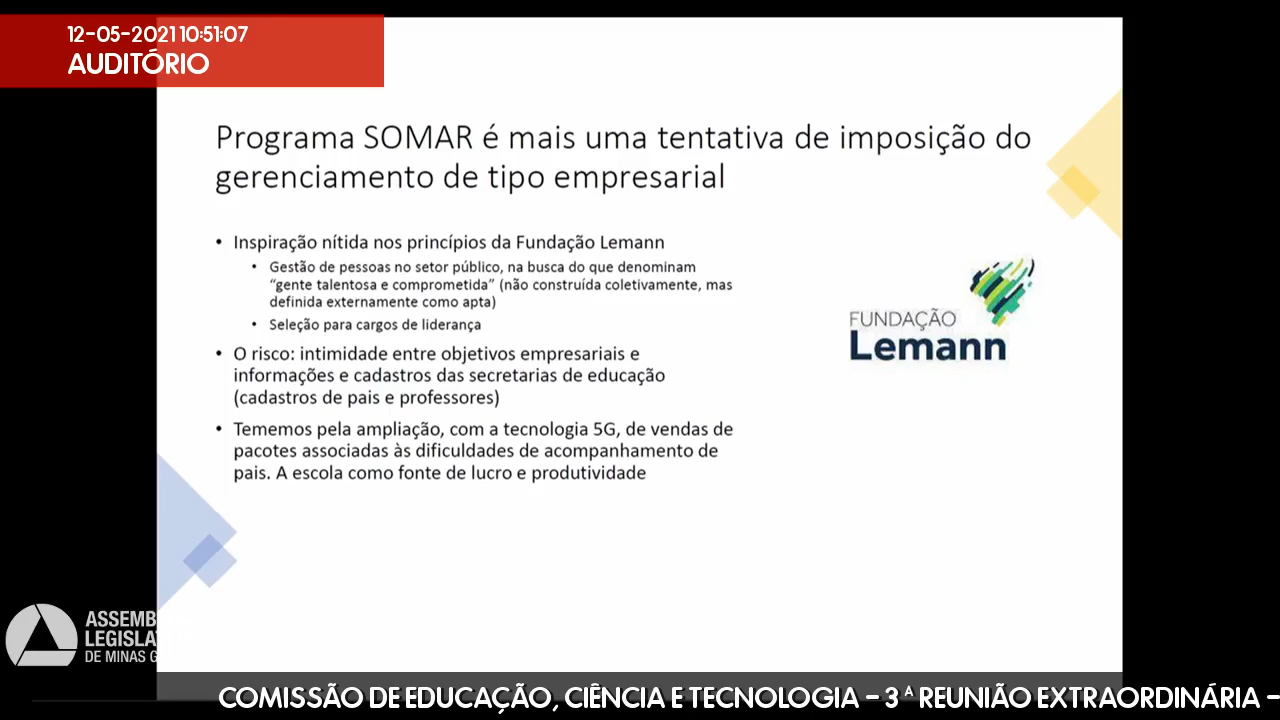 12-05-2021 10:51:07
AUDITÓRIO
Programa SOMAR é mais uma tentativa de imposição do
gerenciamento de tipo empresarial
• Inspiração nítida nos princípios da Fundação Lemann
• Gestão de pessoas no setor público, na busca do que denominam
“gente talentosa e comprometida” (não construída coletivamente, mas
definida externamente como apta)
• Seleção para cargos de liderança
• O risco: intimidade entre objetivos empresariais e
informações e cadastros das secretarias de educação
(cadastros de pais e professores)
• Tememos pela ampliação, com a tecnologia 5G, de vendas de
pacotes associadas às dificuldades de acompanhamento de
pais. A escola como fonte de lucro e produtividade
FUNDAÇÃO
Lemann
ASSEMB
LEGISLA
DE MINAS G
COMISSÃO DE EDUCAÇÃO, CIÊNCIA E TECNOLOGIA - 3ª REUNIÃO EXTRAORDINÁRIA -